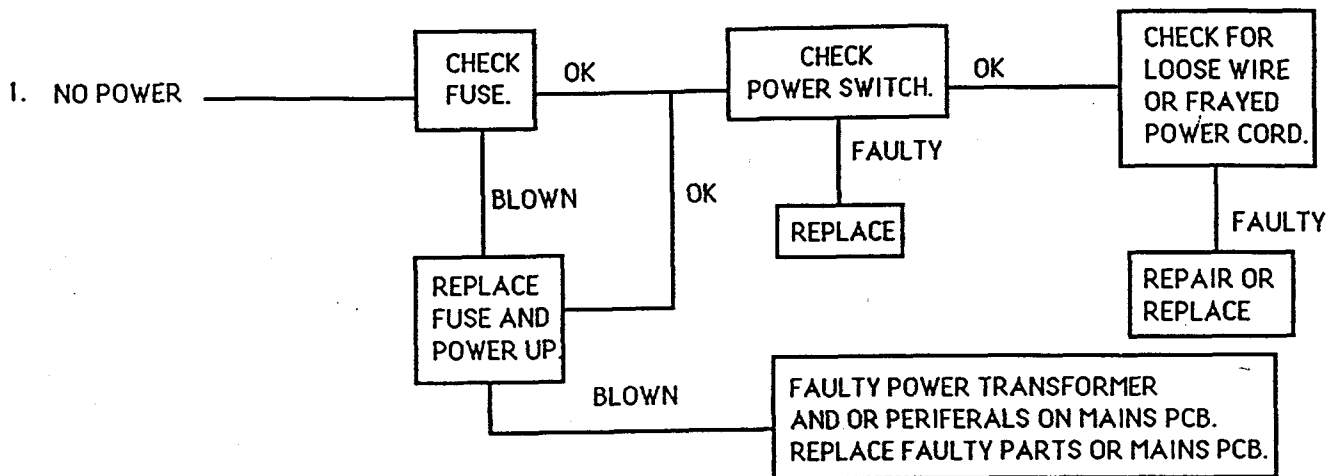 1. NO POWER
CHECK
FUSE.
OK
CHECK
POWER SWITCH.
OK
CHECK FOR
LOOSE WIRE
OR FRAYED
POWER CORD.
BLOWN
OK
FAULTY
REPLACE
FAULTY
REPLACE
FUSE AND
POWER UP.
REPAIR OR
REPLACE
BLOWN
FAULTY POWER TRANSFORMER
AND OR PERIFERALS ON MAINS PCB.
REPLACE FAULTY PARTS OR MAINS PCB.